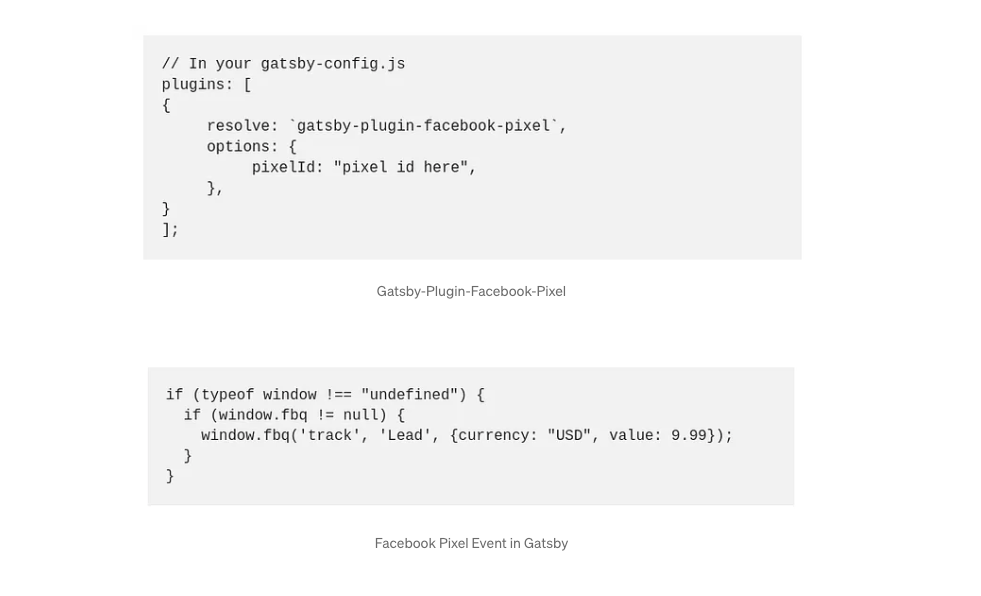 // In your gatsby-config.js
plugins: [
{
     resolve: `gatsby-plugin-facebook-pixel`,
     options: {
          pixelId: "pixel id here",
     },
}
];
Gatsby-Plugin-Facebook-Pixel
if (typeof window !== "undefined") {
  if (window.fbq != null) {
    window.fbq('track', 'Lead', {currency: "USD", value: 9.99});
  }
}
Facebook Pixel Event in Gatsby